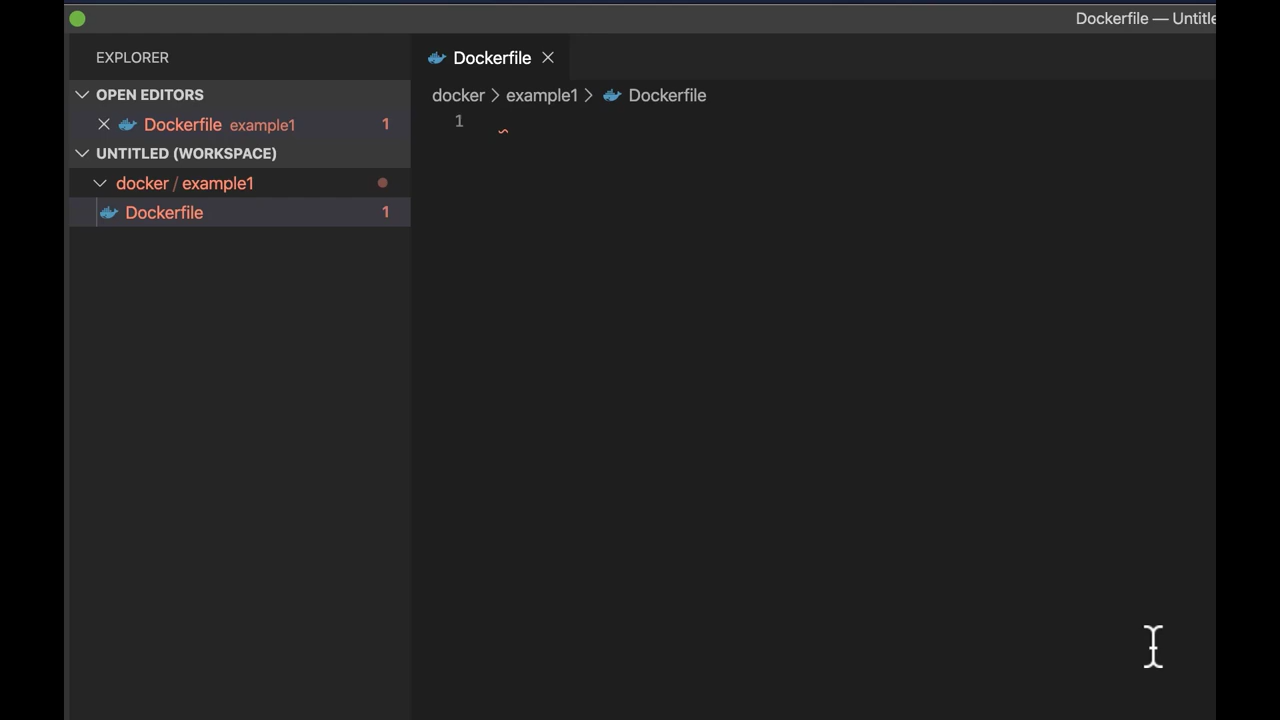 Dockerfile — Untitle
EXPLORER
Dockerfile
OPEN EDITORS
docker > example1 > Dockerfile
Dockerfile example1 1
1
UNTITLED (WORKSPACE)
docker / example1
Dockerfile 1